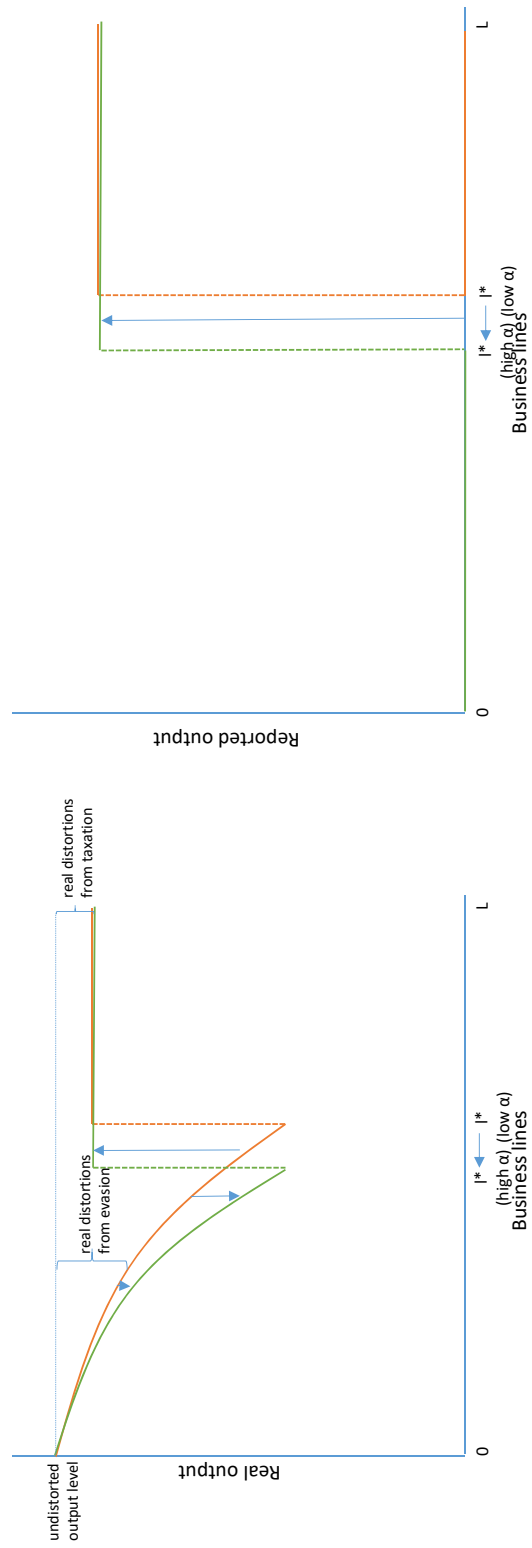 undistorted
output level
Real output
real distortions
from evasion
real distortions
from taxation
0
l*
l*
L
(high α) (low α)
Business lines
Reported output
0
l*
l*
L
(high α) (low α)
Business lines